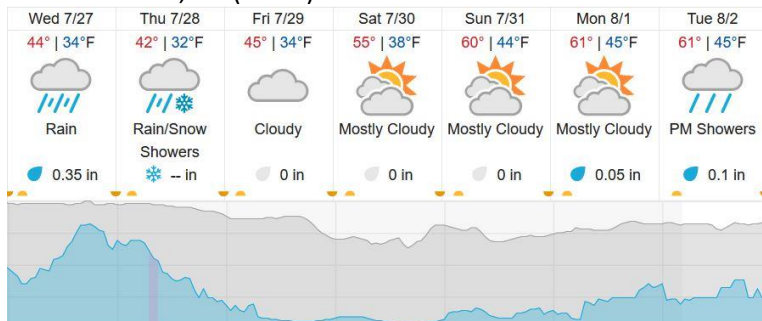 Wed 7/27 Thu 7/28 Fri 7/29 Sat 7/30 Sun 7/31 Mon 8/1 Tue 8/2
44° | 34°F 42° | 32°F 45° | 34°F 55° | 38°F 60° | 44°F 61° | 45°F 61° | 45°F
Rain Rain/Snow Cloudy Mostly Cloudy Mostly Cloudy Mostly Cloudy PM Showers
Showers
0.35 in -- in 0 in 0 in 0 in 0.05 in 0.1 in